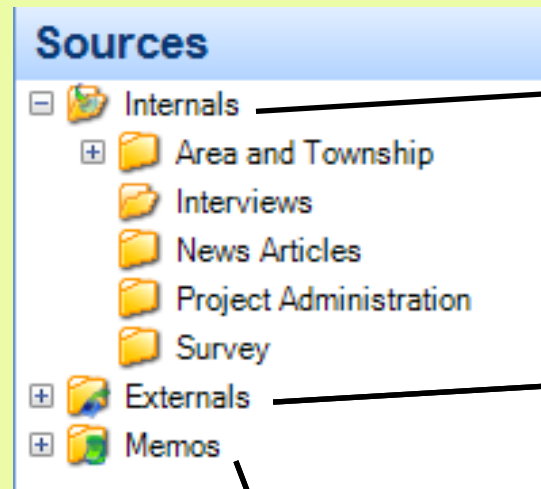 Sources
Internals
Area and Township
Interviews
News Articles
Project Administration
Survey
Externals
Memos